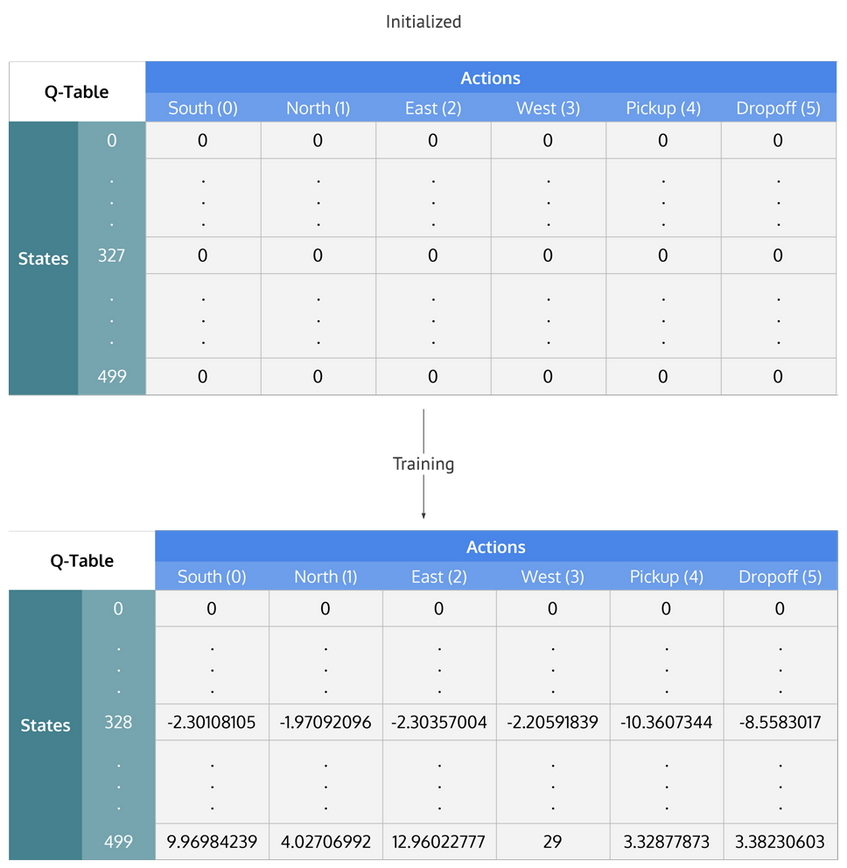 Initialized
Q-Table
Actions
South (0) North (1) East (2) West (3) Pickup (4) Dropoff (5)
0 0 0 0 0 0 0
. . . . . . .
. . . . . . .
. . . . . . .
States 327 0 0 0 0 0 0
. . . . . . .
. . . . . . .
. . . . . . .
499 0 0 0 0 0 0
Training
Q-Table
Actions
South (0) North (1) East (2) West (3) Pickup (4) Dropoff (5)
0 0 0 0 0 0 0
. . . . . . .
. . . . . . .
. . . . . . .
States 328 -2.30108105 -1.97092096 -2.30357004 -2.20591839 -10.3607344 -8.5583017
. . . . . . .
. . . . . . .
. . . . . . .
499 9.96984239 4.02706992 12.96022777 29 3.32877873 3.38230603